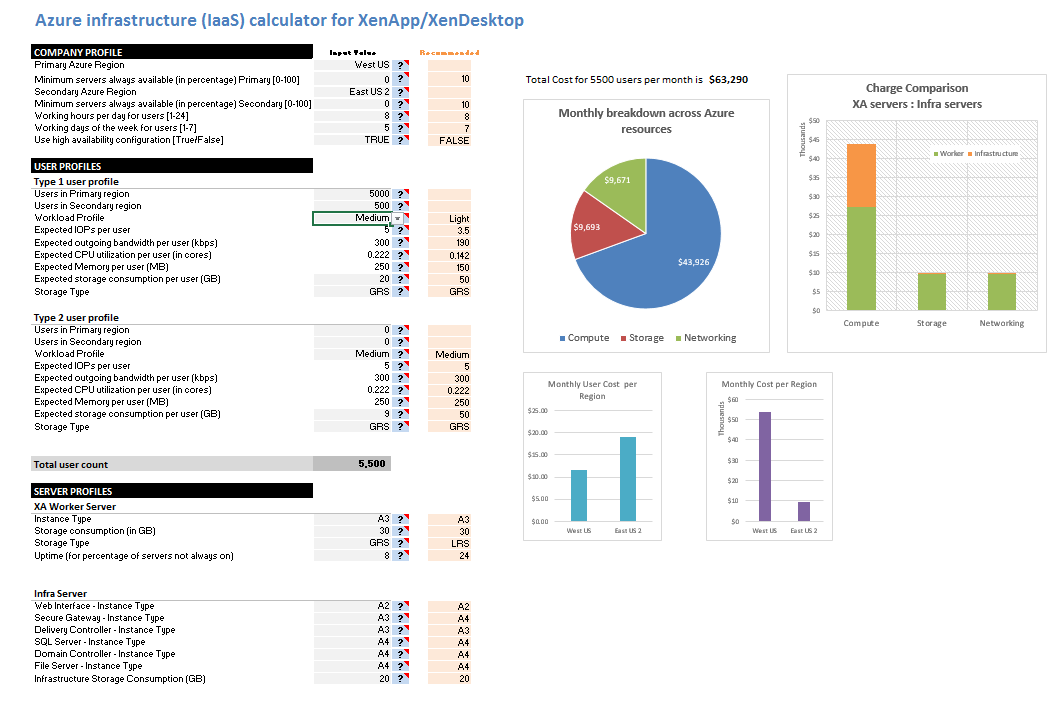 Azure infrastructure (IaaS) calculator for XenApp/XenDesktop
COMPANY PROFILE Input Value Recommended
Primary Azure Region West US ?
Minimum servers always available (in percentage) Primary [0-100] 0 ? 10
Secondary Azure Region East US 2 ?
Minimum servers always available (in percentage) Secondary [0-100] 0 ? 10
Working hours per day for users [1-24] 8 ? 8
Working days of the week for users [1-7] 5 ? 7
Use high availability configuration [True/False] TRUE ? FALSE
USER PROFILES
Type 1 user profile
Users in Primary region 5000 ?
Users in Secondary region 500 ?
Workload Profile Medium Light
Expected IOPs per user 5 ? 3.5
Expected outgoing bandwidth per user (kbps) 300 ? 190
Expected CPU utilization per user (in cores) 0.222 ? 0.142
Expected Memory per user (MB) 250 ? 150
Expected storage consumption per user (GB) 20 ? 50
Storage Type GRS ? GRS
Type 2 user profile
Users in Primary region 0 ?
Users in Secondary region 0 ?
Workload Profile Medium ? Medium
Expected IOPs per user 5 ? 5
Expected outgoing bandwidth per user (kbps) 300 ? 300
Expected CPU utilization per user (in cores) 0.222 ? 0.222
Expected Memory per user (MB) 250 ? 250
Expected storage consumption per user (GB) 9 ? 50
Storage Type GRS ? GRS
Total user count 5,500
SERVER PROFILES
XA Worker Server
Instance Type A3 ? A3
Storage consumption (in GB) 30 ? 30
Storage Type GRS ? LRS
Uptime (for percentage of servers not always on) 8 ? 24
Infra Server
Web Interface - Instance Type A2 ? A2
Secure Gateway - Instance Type A3 ? A4
Delivery Controller - Instance Type A3 ? A3
SQL Server - Instance Type A4 ? A4
Domain Controller - Instance Type A4 ? A4
File Server - Instance Type A4 ? A4
Infrastructure Storage Consumption (GB) 20 ? 20
Total Cost for 5500 users per month is $63,290
Monthly breakdown across Azure
resources
$9,671
$9,693
$43,926
Compute Storage Networking
Charge Comparison
XA servers : Infra servers
Thousands
$50
$45
$40
$35
$30
$25
$20
$15
$10
$5
$0
Worker Infrastructure
Compute Storage Networking
Monthly User Cost per
Region
$25.00
$20.00
$15.00
$10.00
$5.00
$0.00
West US East US 2
Monthly Cost per Region
Thousands
$60
$50
$40
$30
$20
$10
$0
West US East US 2